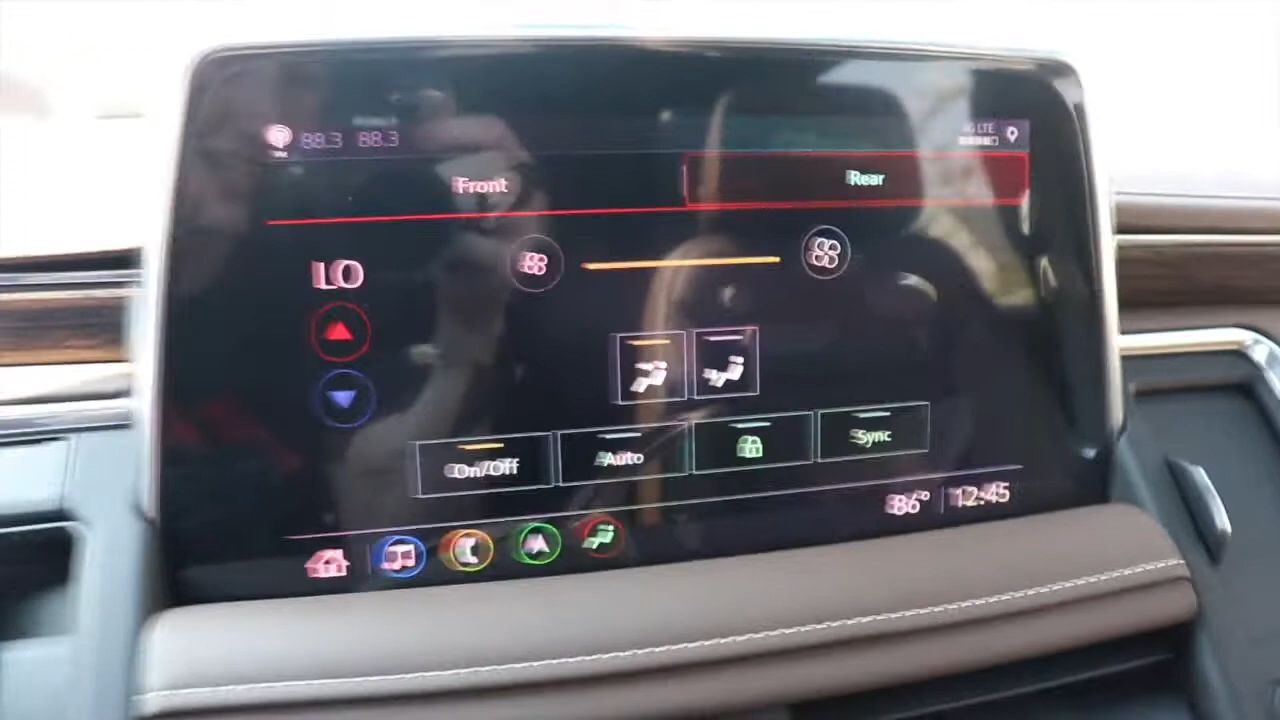 88.3 88.3
4G LTE
Front
Rear
LO
On/Off
Auto
Sync
86° 12:45